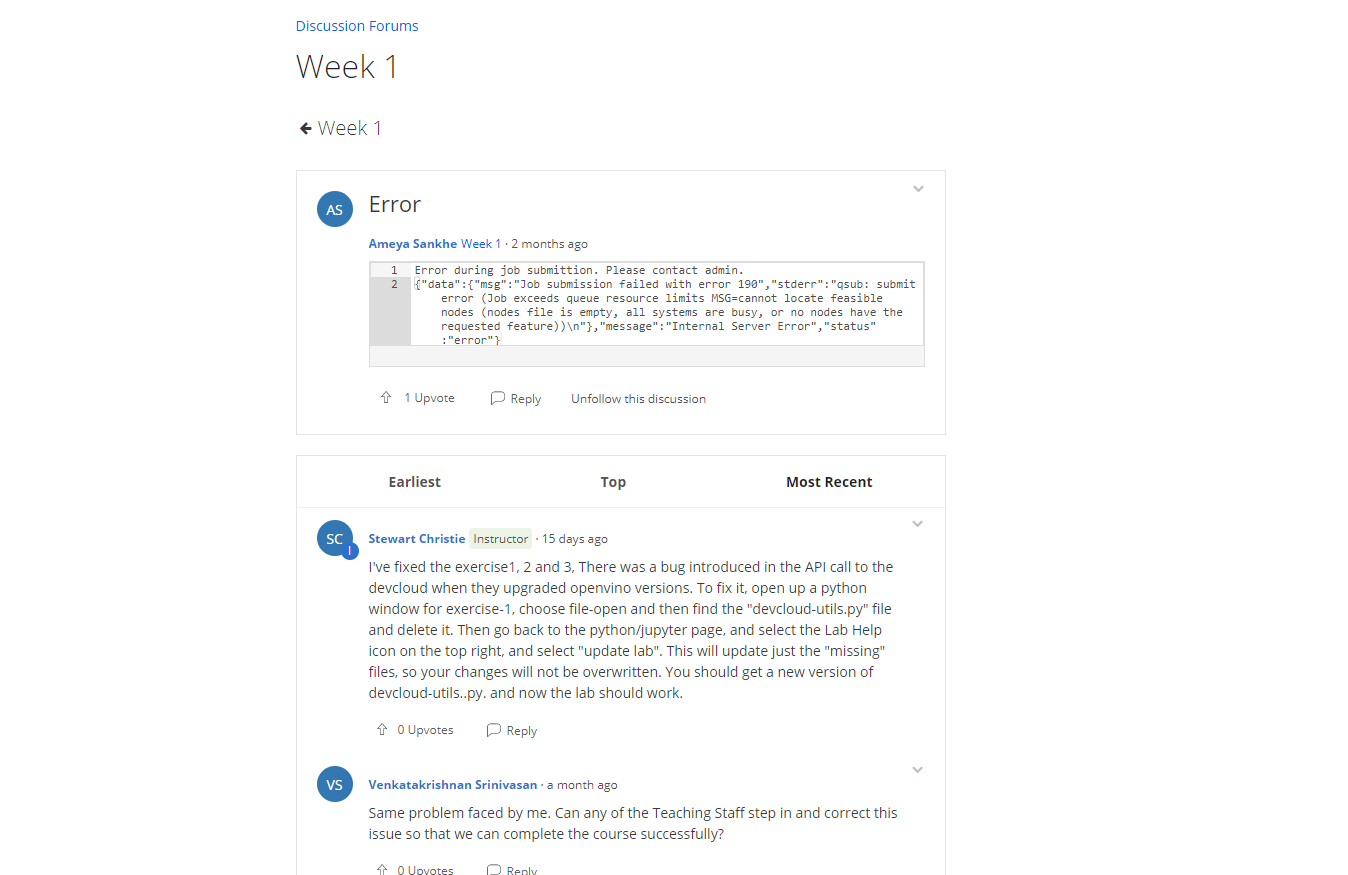 Discussion Forums
Week 1
Week 1
AS
Error
Ameya Sankhe Week 1 · 2 months ago
1 Error during job submittion. Please contact admin.
2 {"data":{"msg":"Job submission failed with error 190","stderr":"qsub: submit
error (Job exceeds queue resource limits MSG=cannot locate feasible
nodes (nodes file is empty, all systems are busy, or no nodes have the
requested feature))\n"},"message":"Internal Server Error","status"
:"error"}
1 Upvote Reply Unfollow this discussion
Earliest Top Most Recent
SC I
Stewart Christie Instructor · 15 days ago
I've fixed the exercise1, 2 and 3, There was a bug introduced in the API call to the
devcloud when they upgraded openvino versions. To fix it, open up a python
window for exercise-1, choose file-open and then find the "devcloud-utils.py" file
and delete it. Then go back to the python/jupyter page, and select the Lab Help
icon on the top right, and select "update lab". This will update just the "missing"
files, so your changes will not be overwritten. You should get a new version of
devcloud-utils..py. and now the lab should work.
0 Upvotes Reply
VS
Venkatakrishnan Srinivasan · a month ago
Same problem faced by me. Can any of the Teaching Staff step in and correct this
issue so that we can complete the course successfully?
0 Upvotes Reply